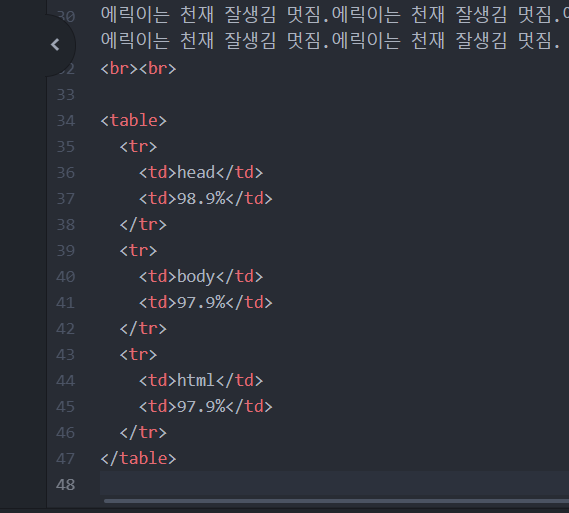 30 에릭이는 천재 잘생김 멋짐.에릭이는 천재 잘생김 멋짐.
에릭이는 천재 잘생김 멋짐.에릭이는 천재 잘생김 멋짐.
32 <br><br>
33
34 <table>
35 <tr>
36 <td>head</td>
37 <td>98.9%</td>
38 </tr>
39 <tr>
40 <td>body</td>
41 <td>97.9%</td>
42 </tr>
43 <tr>
44 <td>html</td>
45 <td>97.9%</td>
46 </tr>
47 </table>
48